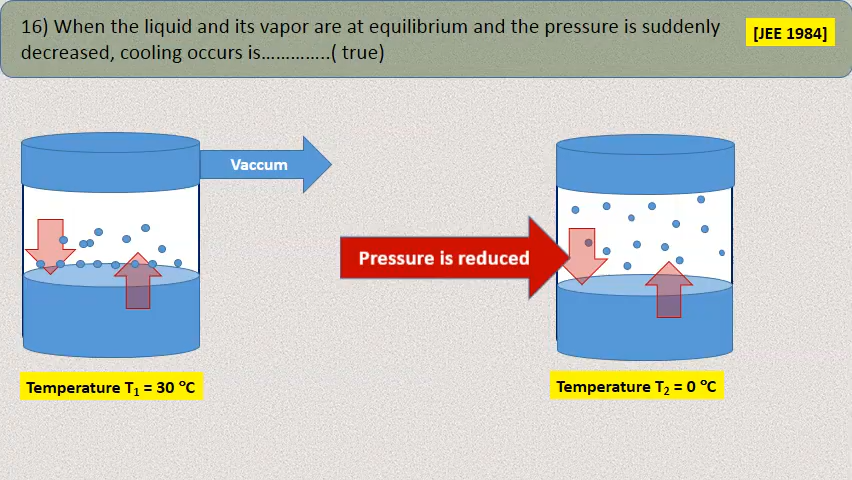 16) When the liquid and its vapor are at equilibrium and the pressure is suddenly
decreased, cooling occurs is…………..( true)
[JEE 1984]
Vaccum
Pressure is reduced
Temperature T₁ = 30 °C
Temperature T₂ = 0 °C